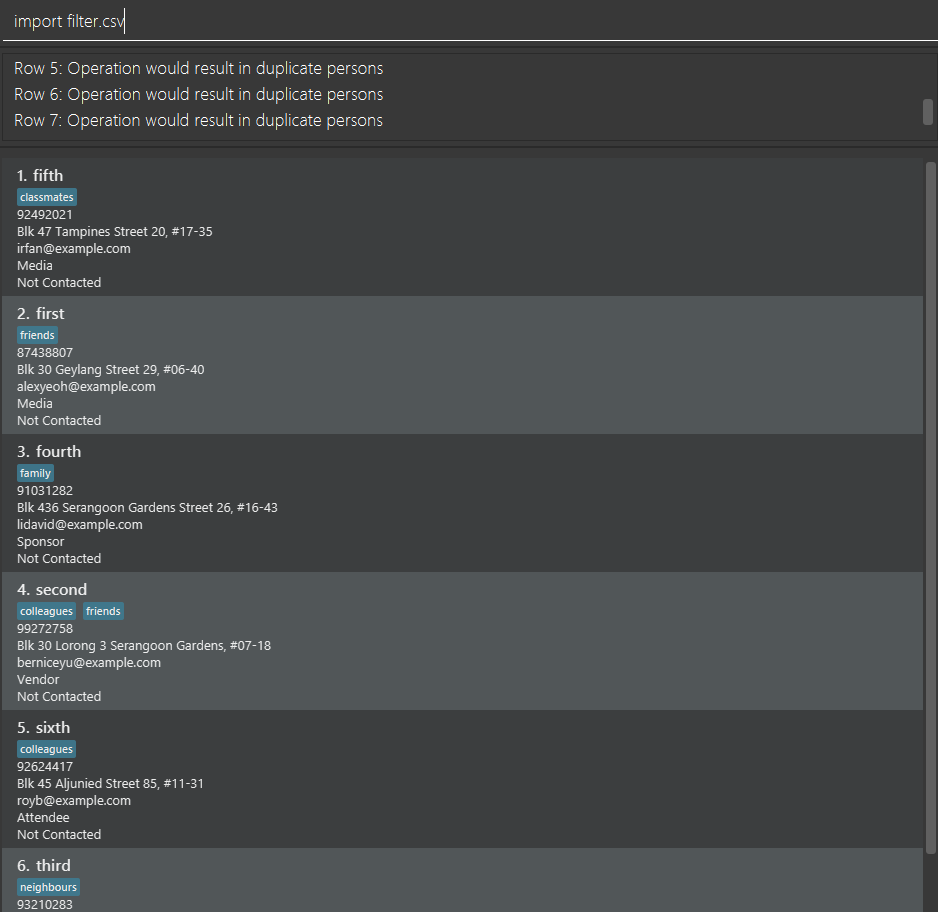 import filter.csv
Row 5: Operation would result in duplicate persons
Row 6: Operation would result in duplicate persons
Row 7: Operation would result in duplicate persons
1. fifth
classmates
92492021
Blk 47 Tampines Street 20, #17-35
irfan@example.com
Media
Not Contacted
2. first
friends
87438807
Blk 30 Geylang Street 29, #06-40
alexyeoh@example.com
Media
Not Contacted
3. fourth
family
91031282
Blk 436 Serangoon Gardens Street 26, #16-43
lidavid@example.com
Sponsor
Not Contacted
4. second
colleagues friends
99272758
Blk 30 Lorong 3 Serangoon Gardens, #07-18
berniceyu@example.com
Vendor
Not Contacted
5. sixth
colleagues
92624417
Blk 45 Aljunied Street 85, #11-31
royb@example.com
Attendee
Not Contacted
6. third
neighbours
93210283